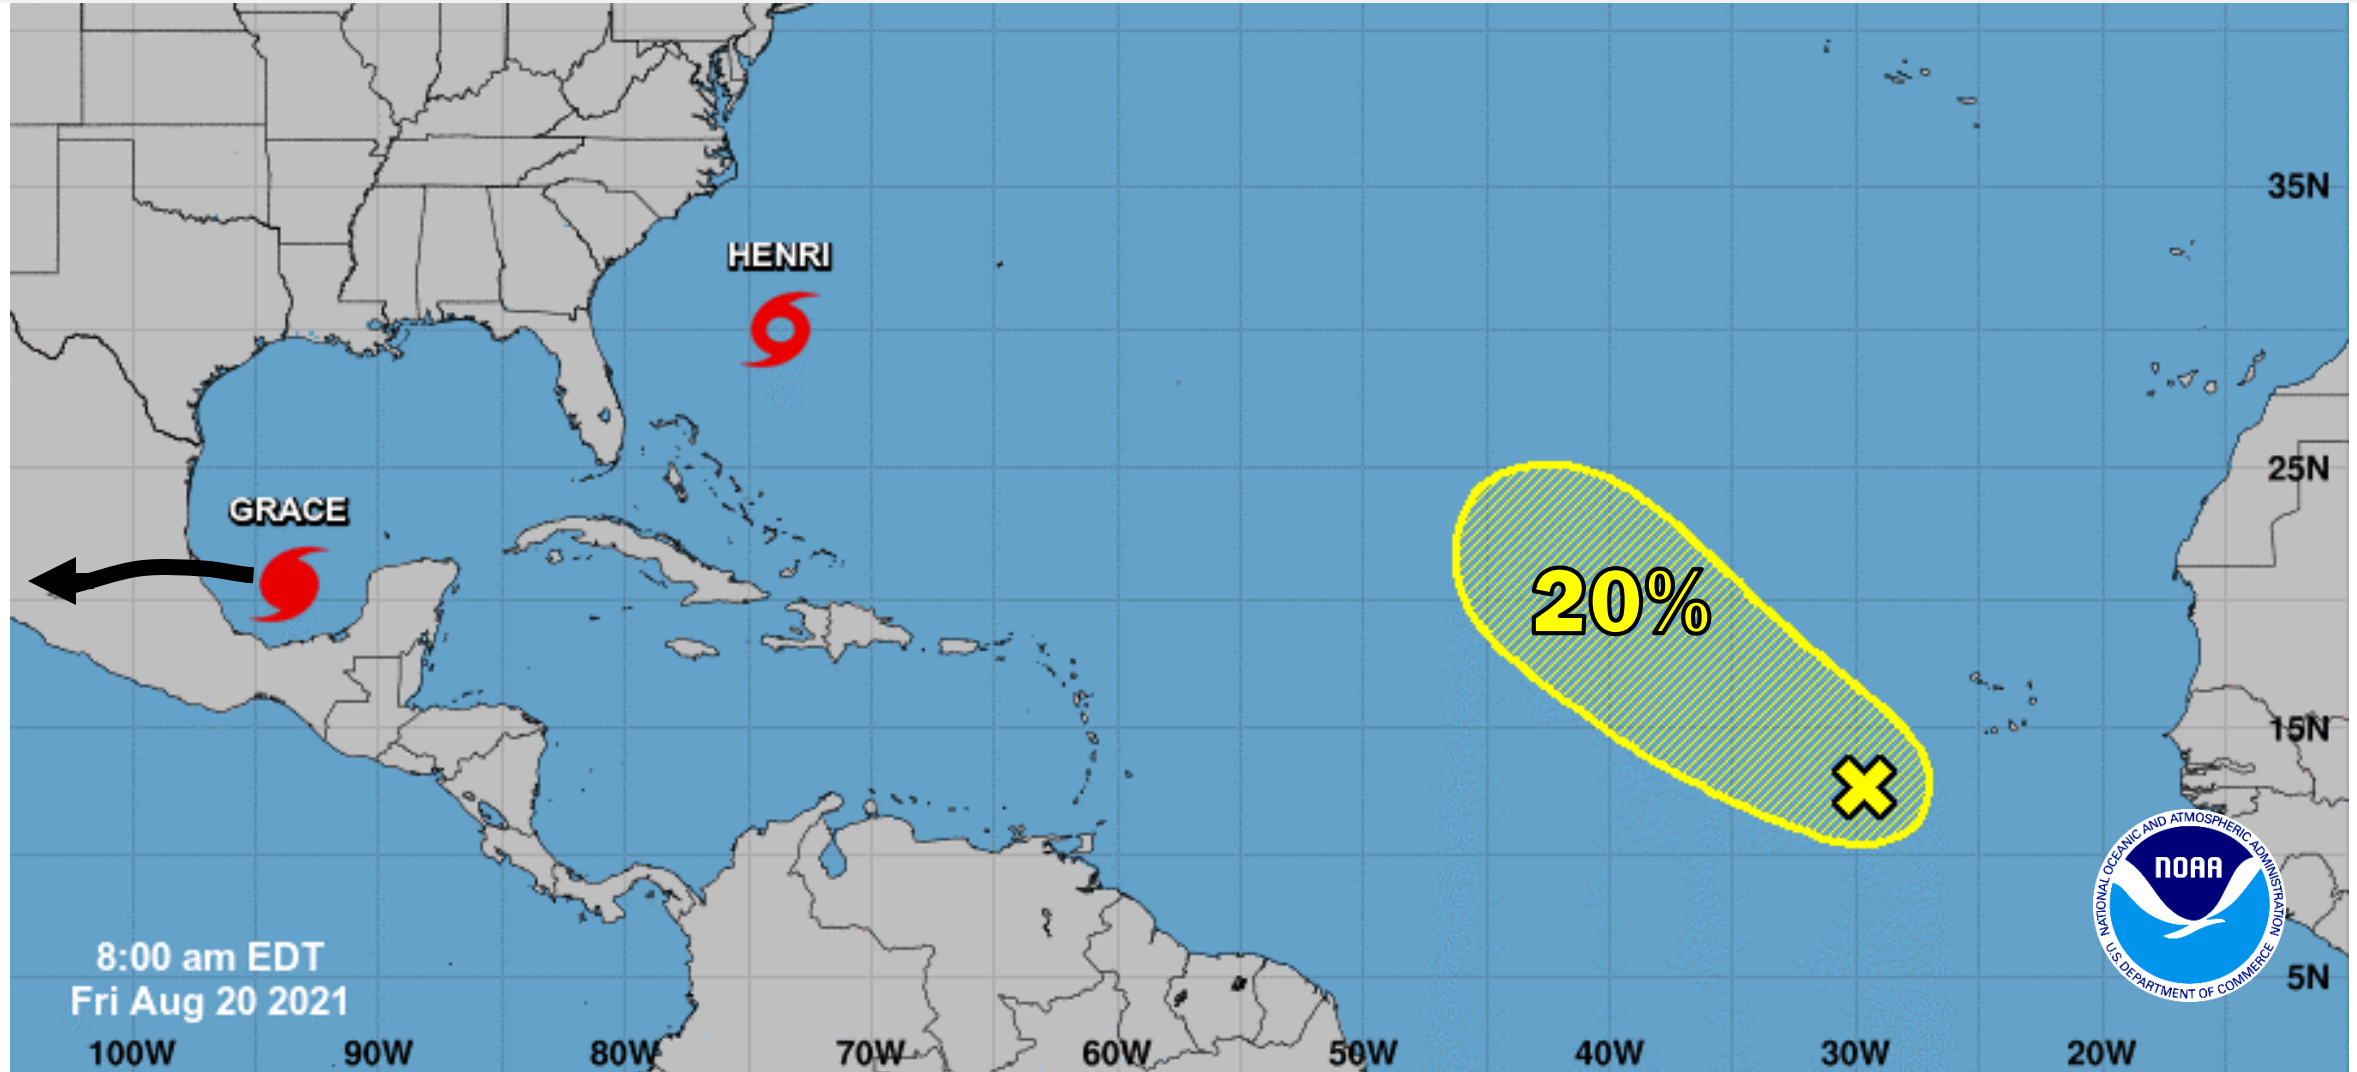 HENRI
35N
25N
GRACE
20%
15N
NATIONAL OCEANIC AND ATMOSPHERIC ADMINISTRATION
NOAA
U.S. DEPARTMENT OF COMMERCE
8:00 am EDT
Fri Aug 20 2021
5N
100W 90W 80W 70W 60W 50W 40W 30W 20W